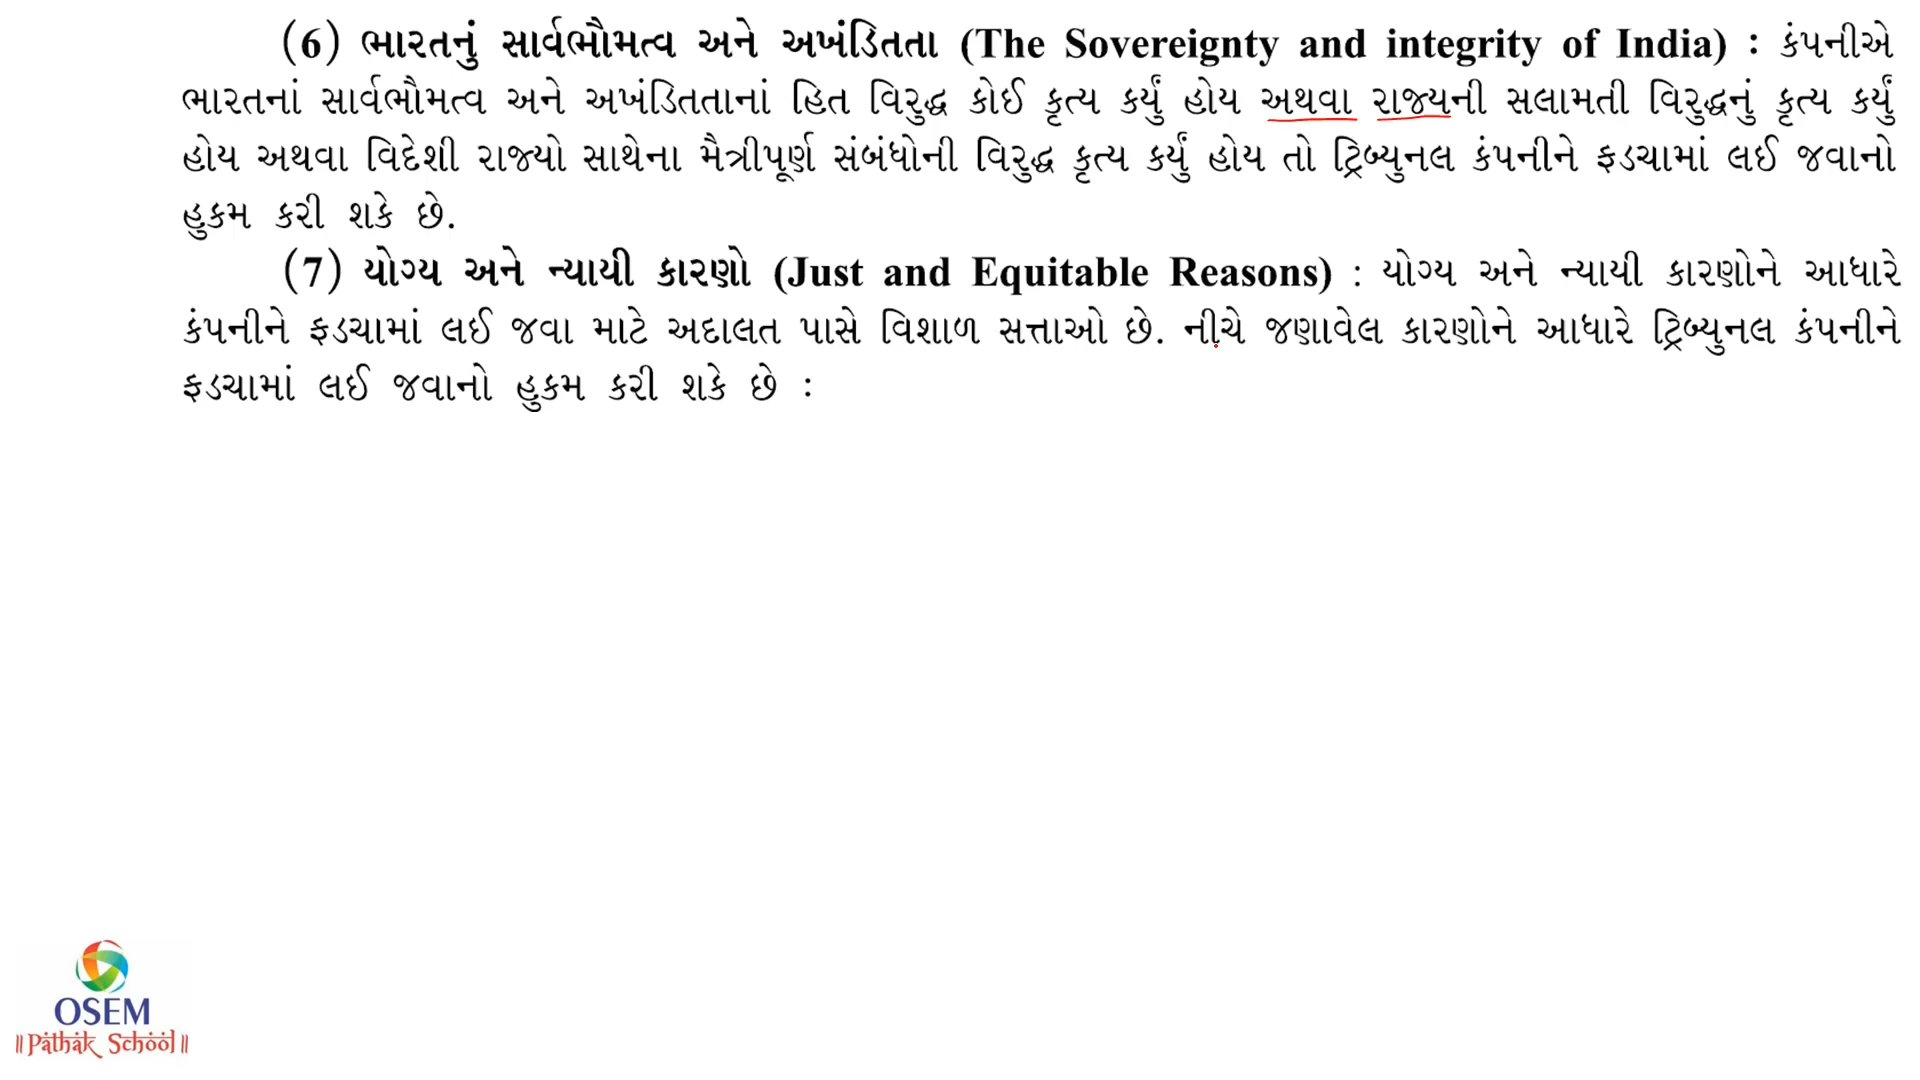 (6) ભારતનું સાર્વભૌમત્વ અને અખંડિતતા (The Sovereignty and integrity of India) : કંપનીએ
ભારતનાં સાર્વભૌમત્વ અને અખંડિતતાનાં હિત વિરુદ્ધ કોઈ કૃત્ય કર્યું હોય અથવા રાજ્યની સલામતી વિરુદ્ધનું કૃત્ય કર્યું
હોય અથવા વિદેશી રાજ્યો સાથેના મૈત્રીપૂર્ણ સંબંધોની વિરુદ્ધ કૃત્ય કર્યું હોય તો ટ્રિબ્યુનલ કંપનીને ફડચામાં લઈ જવાનો
હુકમ કરી શકે છે.
(7) યોગ્ય અને ન્યાયી કારણો (Just and Equitable Reasons) : યોગ્ય અને ન્યાયી કારણોને આધારે
કંપનીને ફડચામાં લઈ જવા માટે અદાલત પાસે વિશાળ સત્તાઓ છે. નીચે જણાવેલ કારણોને આધારે ટ્રિબ્યુનલ કંપનીને
ફડચામાં લઈ જવાનો હુકમ કરી શકે છે :
OSEM
॥ Pathak School ॥